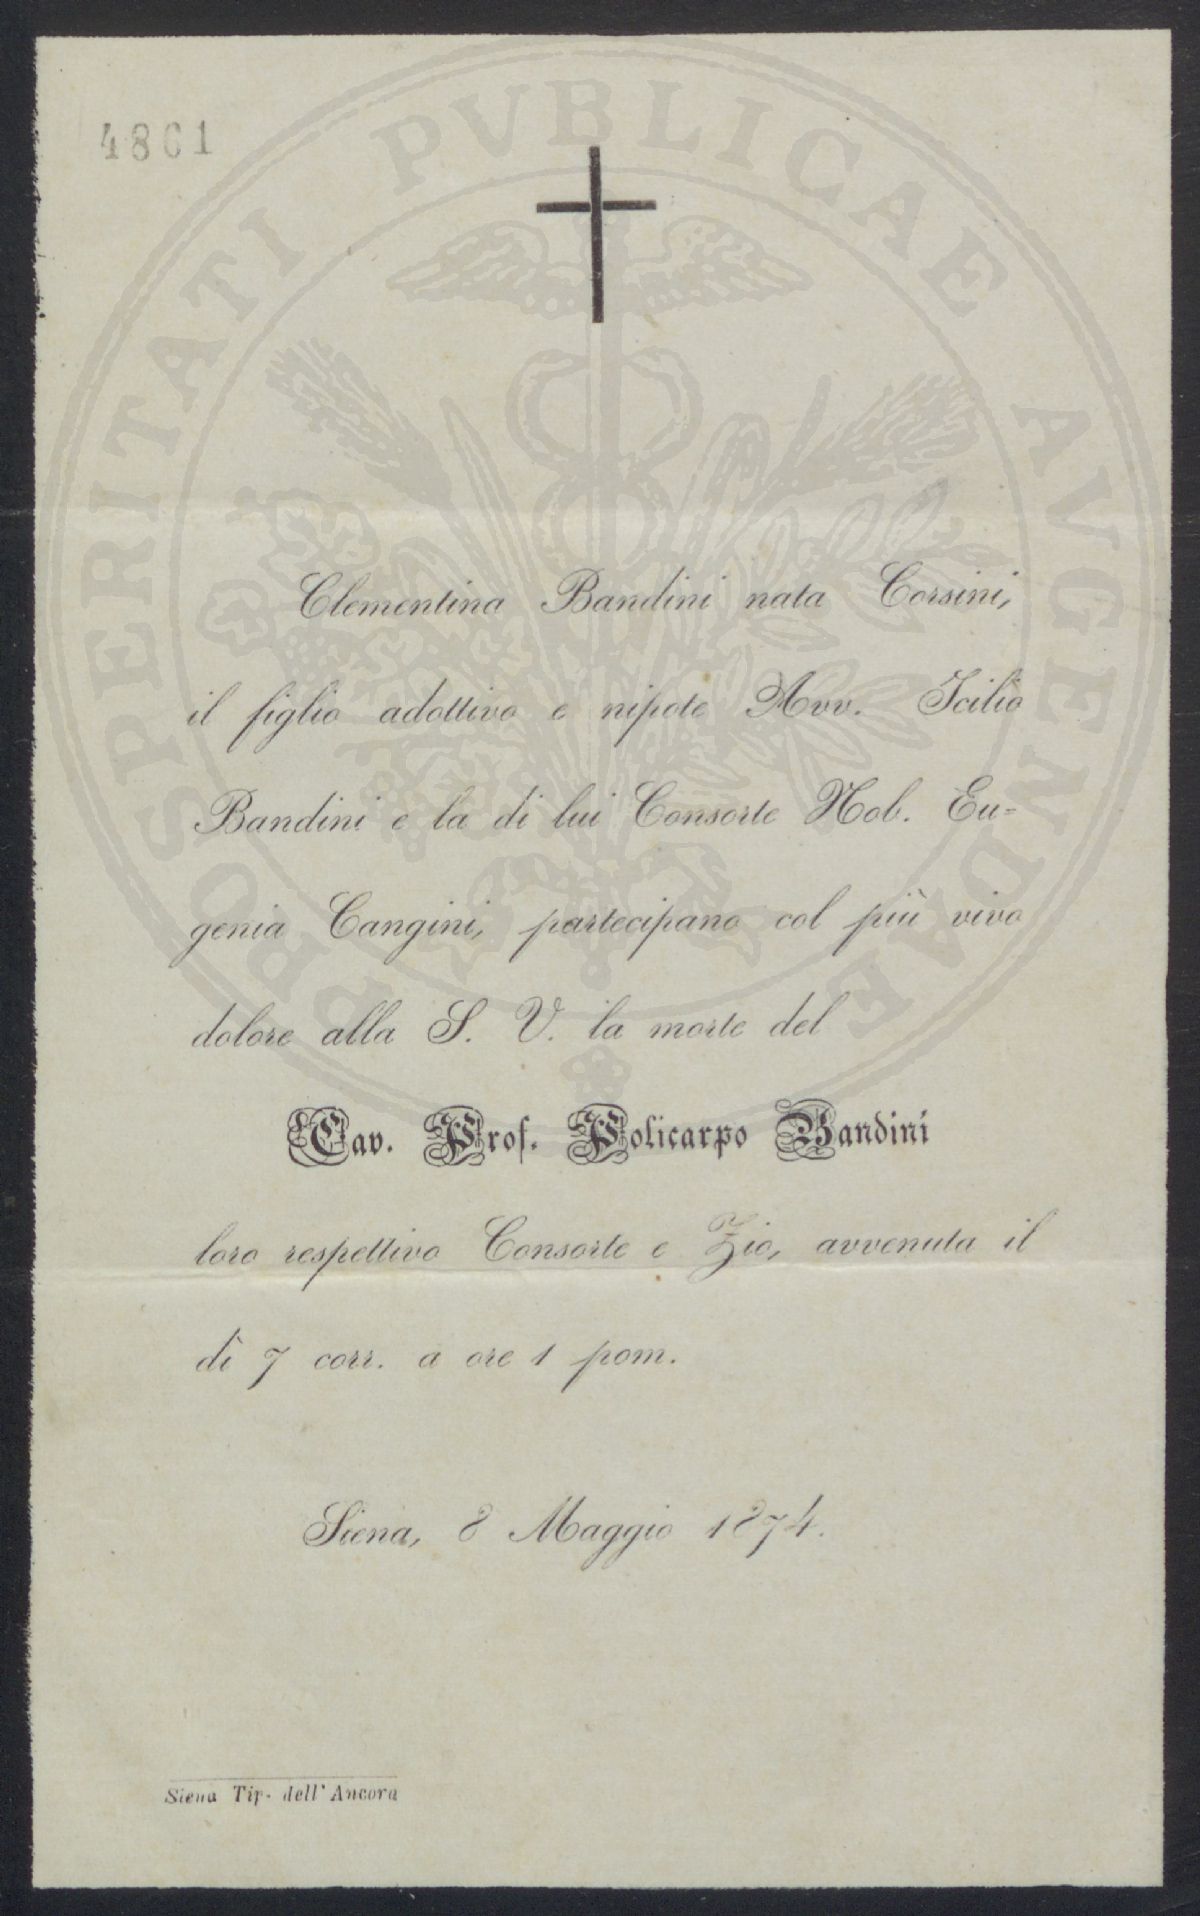 4861
PROSPERITATI PVBLICAE AVGENDAE
Clementina Bandini nata Corsini,
il figlio adottivo e nipote Avv. Icilio
Bandini e la di lui Consorte Nob. Eu=
genia Cangini, partecipano col più vivo
dolore alla S. V. la morte del
Cav. Prof. Policarpo Bandini
loro respettivo Consorte e Zio, avvenuta il
dì 7 corr. a ore 1 pom.
Siena, 8 Maggio 1874.
Siena Tip. dell' Ancora